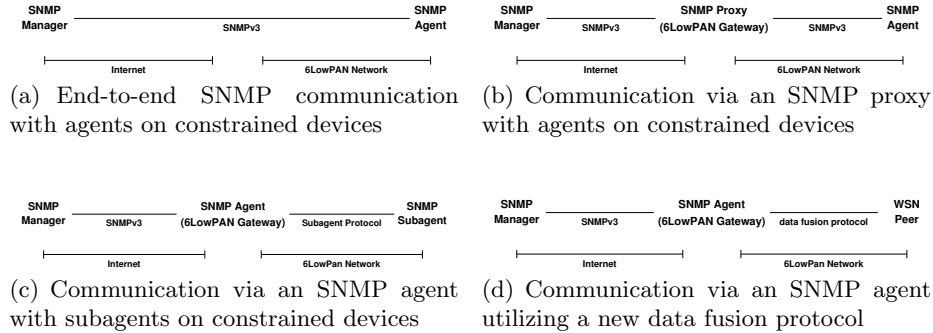 SNMP Manager SNMPv3 SNMP Agent
Internet 6LowPAN Network
(a) End-to-end SNMP communication
with agents on constrained devices
SNMP Manager SNMPv3 SNMP Proxy (6LowPAN Gateway) SNMPv3 SNMP Agent
Internet 6LowPAN Network
(b) Communication via an SNMP proxy
with agents on constrained devices
SNMP Manager SNMPv3 SNMP Agent (6LowPAN Gateway) Subagent Protocol SNMP Subagent
Internet 6LowPAN Network
(c) Communication via an SNMP agent
with subagents on constrained devices
SNMP Manager SNMPv3 SNMP Agent (6LowPAN Gateway) data fusion protocol WSN Peer
Internet 6LowPAN Network
(d) Communication via an SNMP agent
utilizing a new data fusion protocol